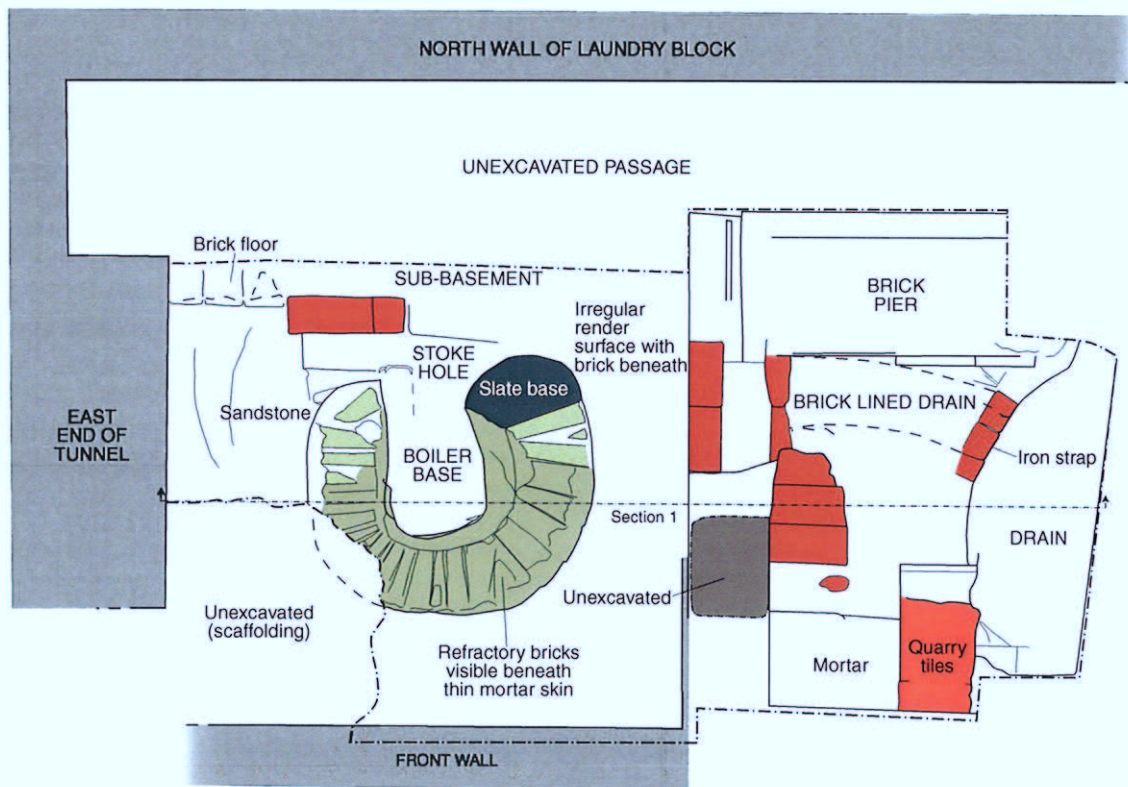 NORTH WALL OF LAUNDRY BLOCK
UNEXCAVATED PASSAGE
Brick floor
SUB-BASEMENT
BRICK
PIER
Irregular
render
surface with
brick beneath
STOKE
HOLE
Slate base
Sandstone
BRICK LINED DRAIN
EAST
END OF
TUNNEL
BOILER
BASE
Iron strap
Section 1
DRAIN
Unexcavated
(scaffolding)
Unexcavated
Refractory bricks
visible beneath
thin mortar skin
Mortar
Quarry
tiles
FRONT WALL